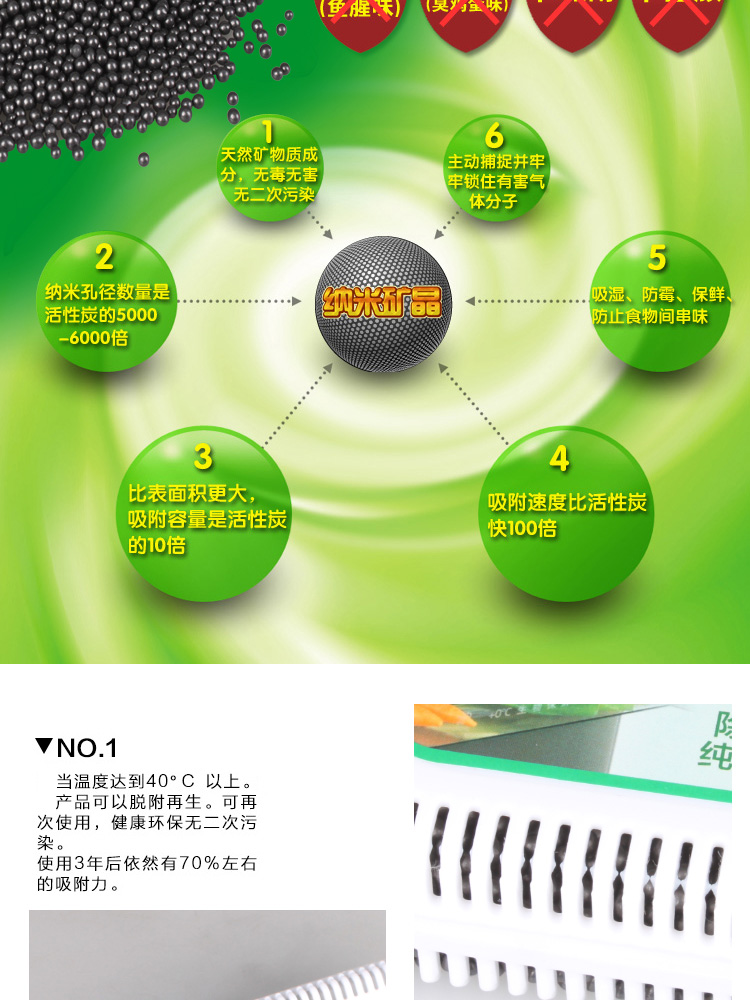 (鱼腥味)
(臭鸡蛋味)
1
天然矿物质成
分，无毒无害
无二次污染
6
主动捕捉并牢
牢锁住有害气
体分子
2
纳米孔径数量是
活性炭的5000
-6000倍
纳米矿晶
5
吸湿、防霉、保鲜、
防止食物间串味
3
比表面积更大，
吸附容量是活性炭
的10倍
4
吸附速度比活性炭
快100倍
▼NO.1
当温度达到40°C 以上。
产品可以脱附再生。可再
次使用，健康环保无二次污
染。
使用3年后依然有70%左右
的吸附力。
纯